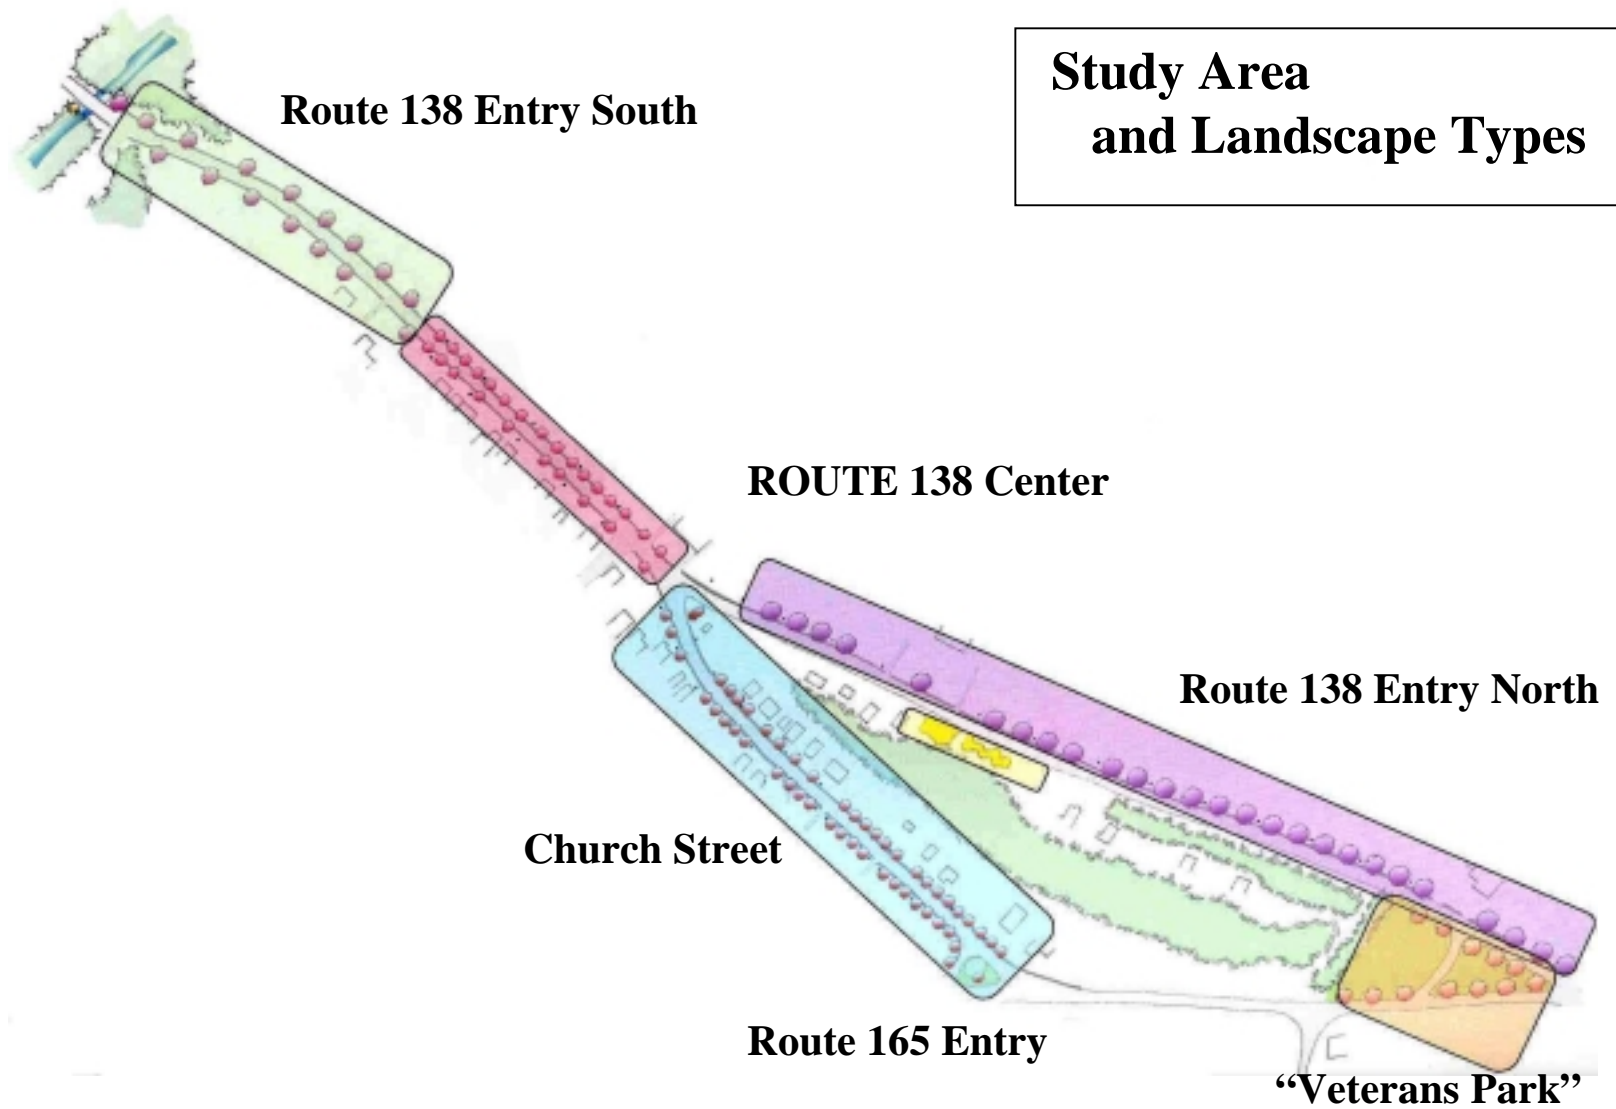 Study Area
and Landscape Types
Route 138 Entry South
ROUTE 138 Center
Route 138 Entry North
Church Street
Route 165 Entry
“Veterans Park”